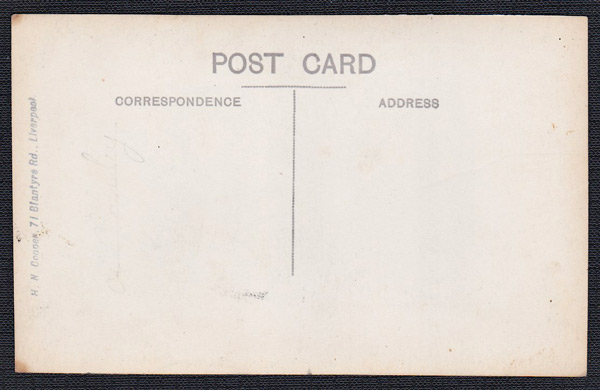 POST CARD
CORRESPONDENCE
ADDRESS
H. N. Cooper, 71 Blantyre Rd., Liverpool